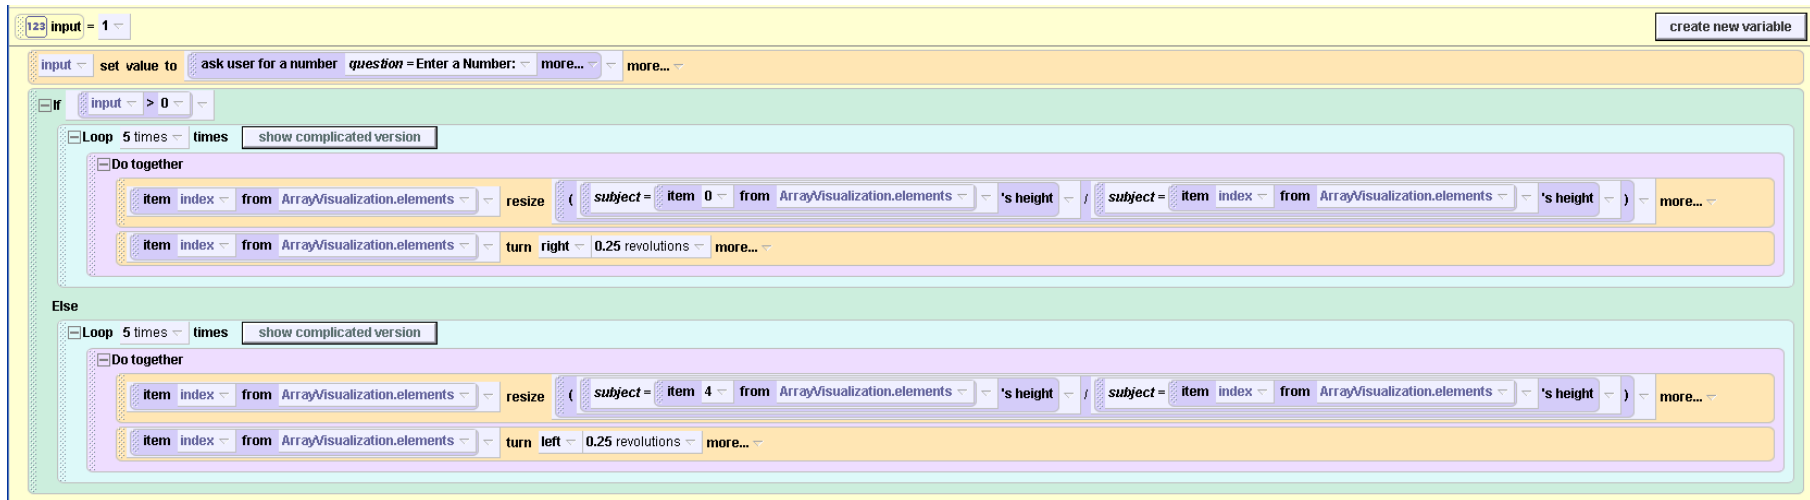 123 input = 1 create new variable
input set value to ask user for a number question = Enter a Number: more... more...
If input > 0
Loop 5 times times show complicated version
Do together
item index from ArrayVisualization.elements resize ( subject = item 0 from ArrayVisualization.elements 's height / subject = item index from ArrayVisualization.elements 's height ) more...
item index from ArrayVisualization.elements turn right 0.25 revolutions more...
Else
Loop 5 times times show complicated version
Do together
item index from ArrayVisualization.elements resize ( subject = item 4 from ArrayVisualization.elements 's height / subject = item index from ArrayVisualization.elements 's height ) more...
item index from ArrayVisualization.elements turn left 0.25 revolutions more...